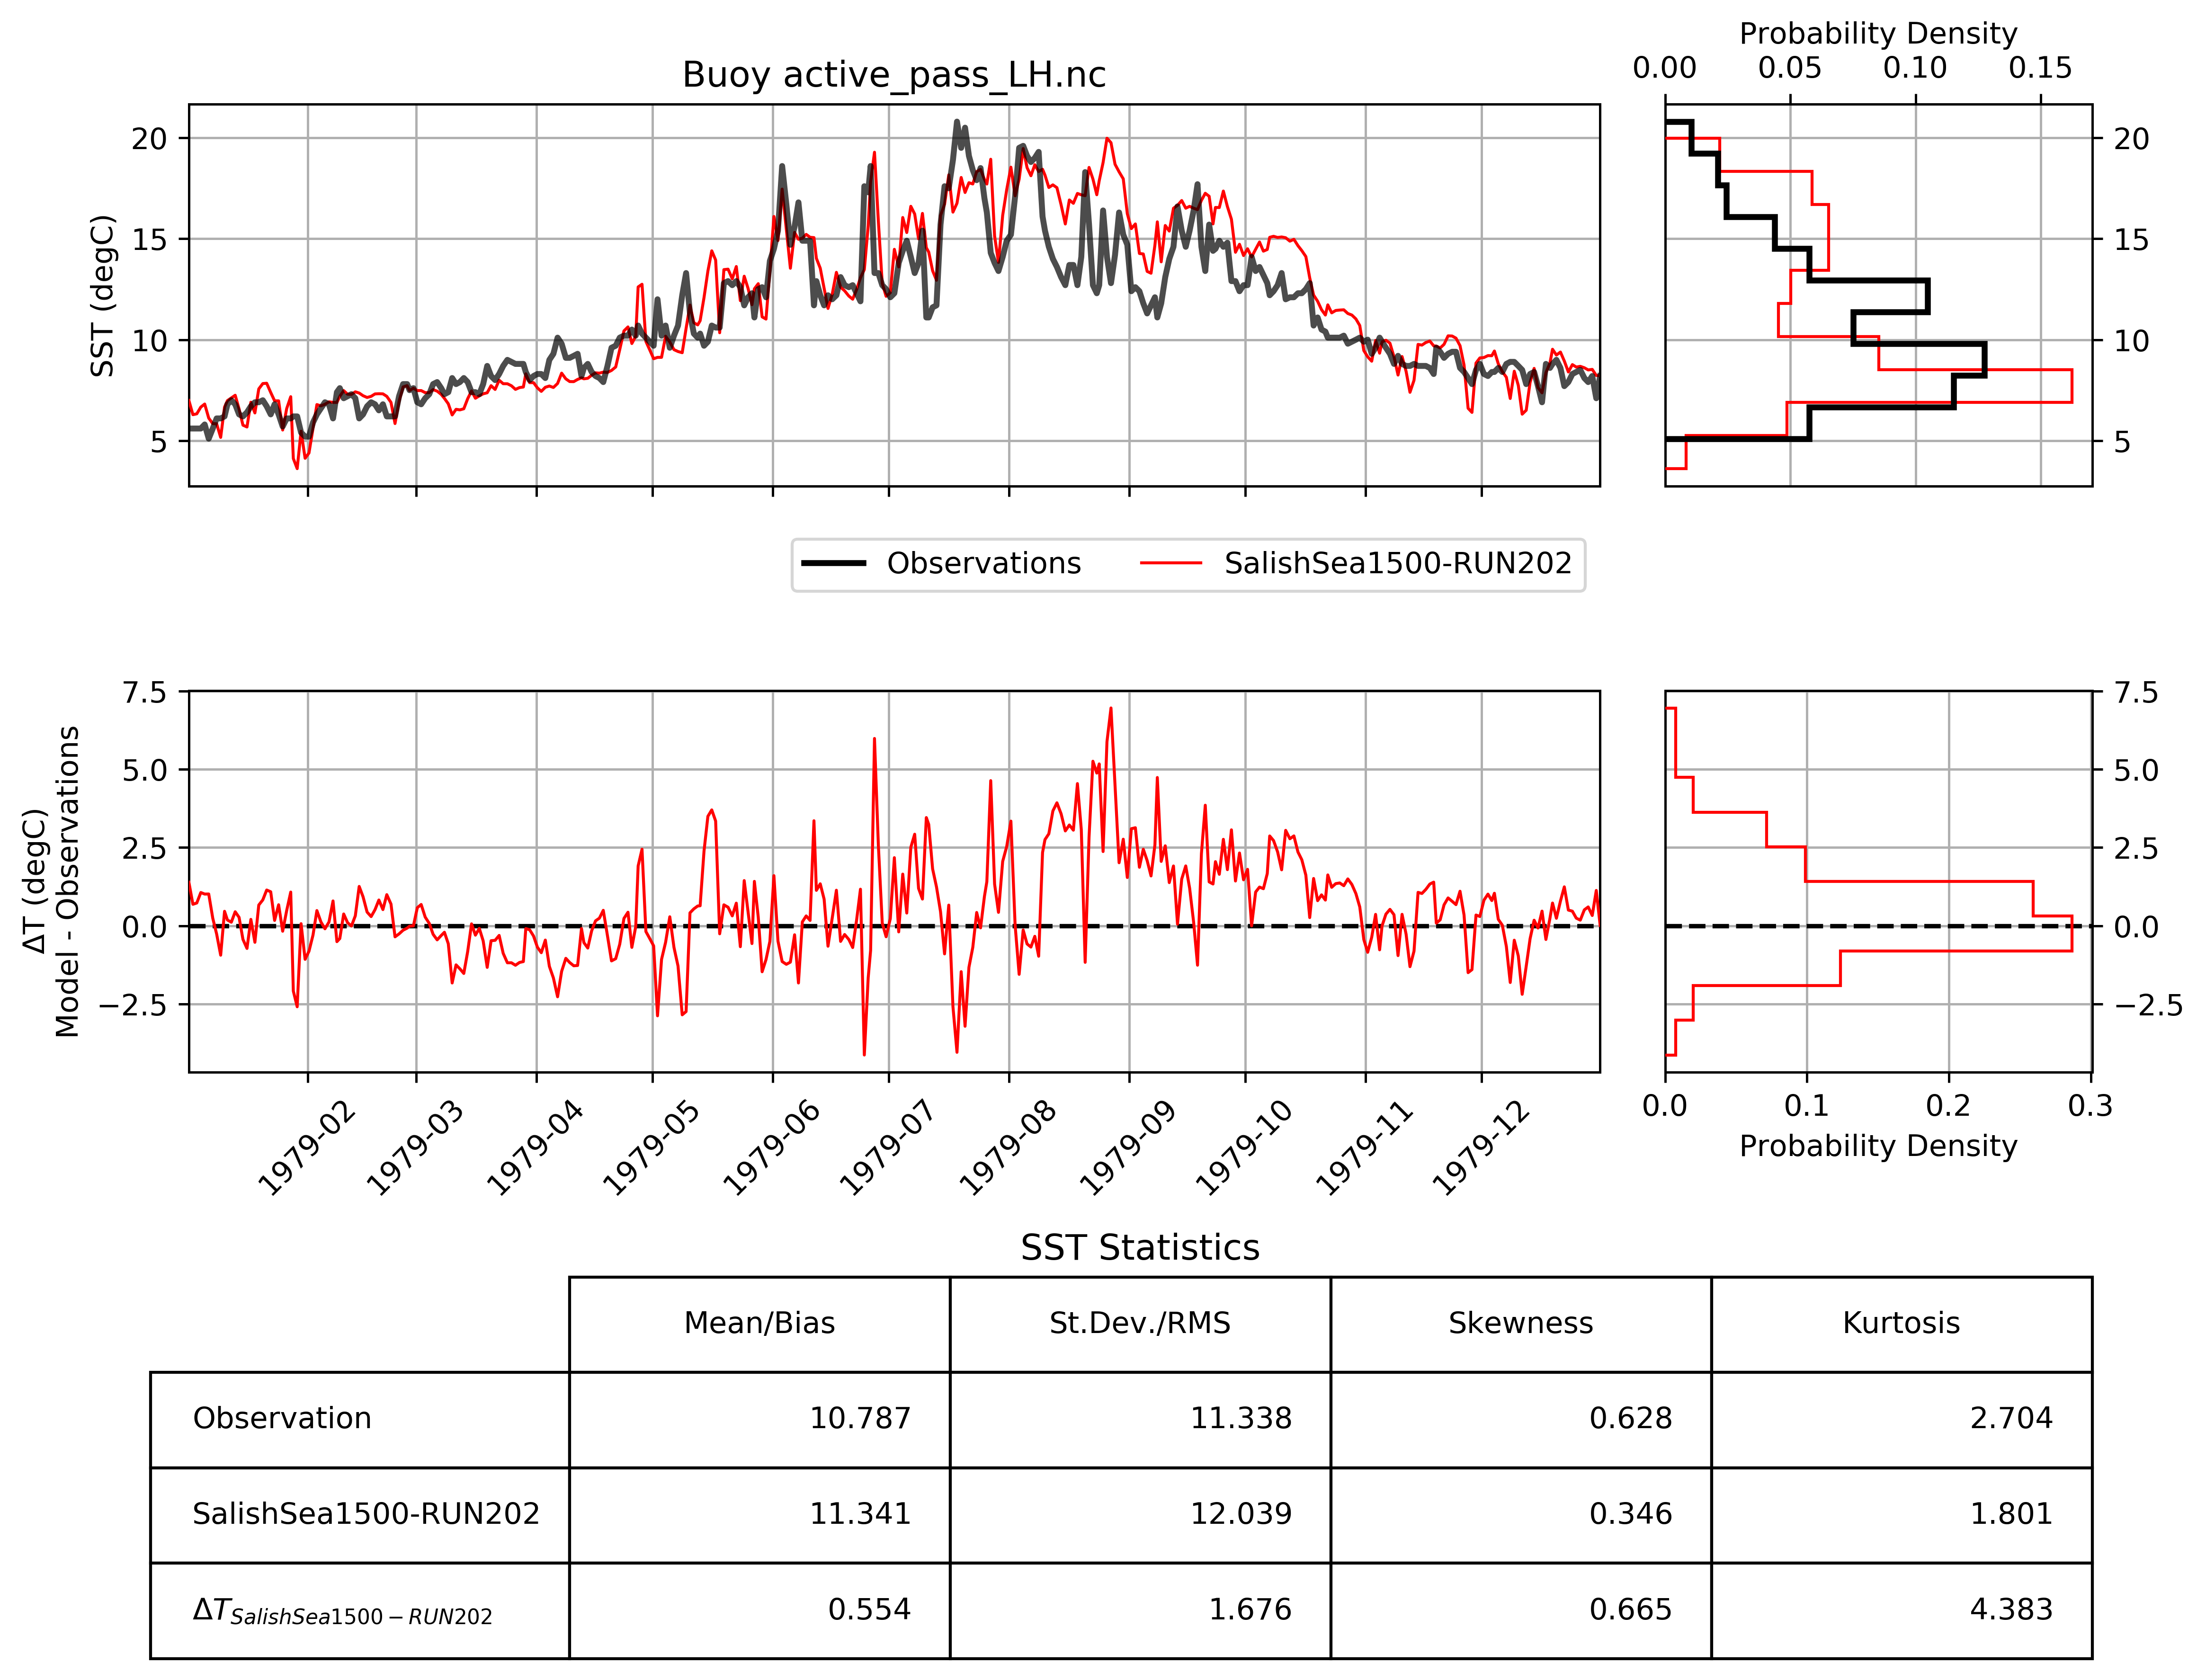 Probability Density
0.00 0.05 0.10 0.15
Buoy active_pass_LH.nc
SST (degC)
20
15
10
5
20
15
10
5
Observations SalishSea1500-RUN202
ΔT (degC)
Model - Observations
7.5
5.0
2.5
0.0
−2.5
7.5
5.0
2.5
0.0
−2.5
0.0 0.1 0.2 0.3
Probability Density
1979-02 1979-03 1979-04 1979-05 1979-06 1979-07 1979-08 1979-09 1979-10 1979-11 1979-12
SST Statistics
Mean/Bias St.Dev./RMS Skewness Kurtosis
Observation 10.787 11.338 0.628 2.704
SalishSea1500-RUN202 11.341 12.039 0.346 1.801
ΔT SalishSea1500−RUN202 0.554 1.676 0.665 4.383